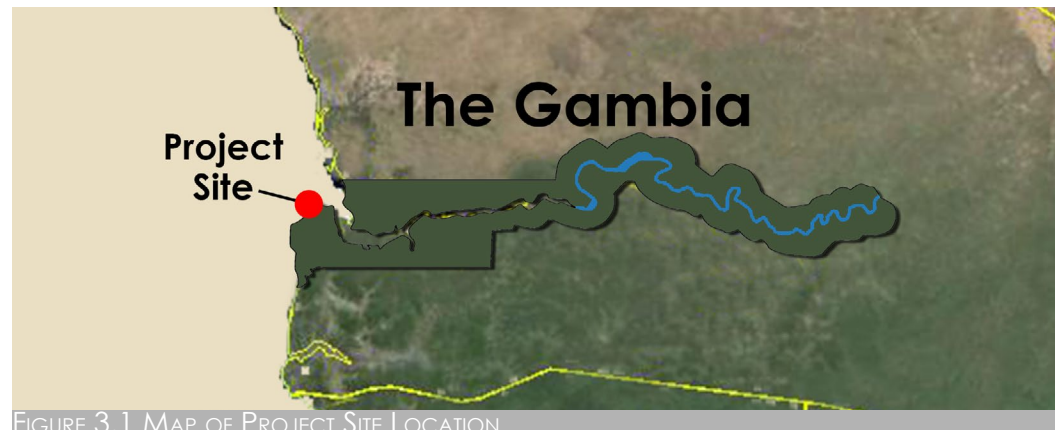 The Gambia
Project
Site
FIGURE 3.1 MAP OF PROJECT SITE LOCATION